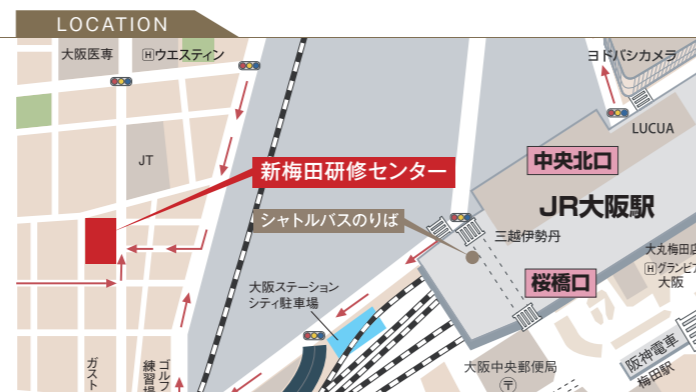 LOCATION
大阪医専
Hウエスティン
ヨドバシカメラ
LUCUA
JT
新梅田研修センター
中央北口
JR大阪駅
シャトルバスのりば
三越伊勢丹
大丸梅田店
Hグランビア
大阪
桜橋口
大阪ステーション
シティ駐車場
大阪中央郵便局
〒
阪神電車
梅田駅
ガスト
ゴルフ
練習場